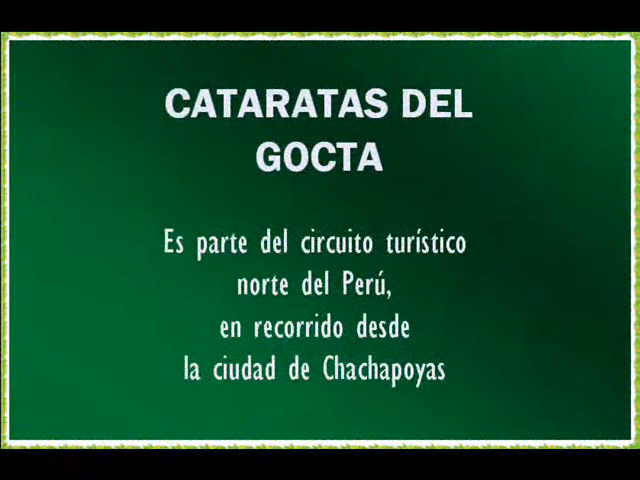 CATARATAS DEL
GOCTA
Es parte del circuito turístico
norte del Perú,
en recorrido desde
la ciudad de Chachapoyas